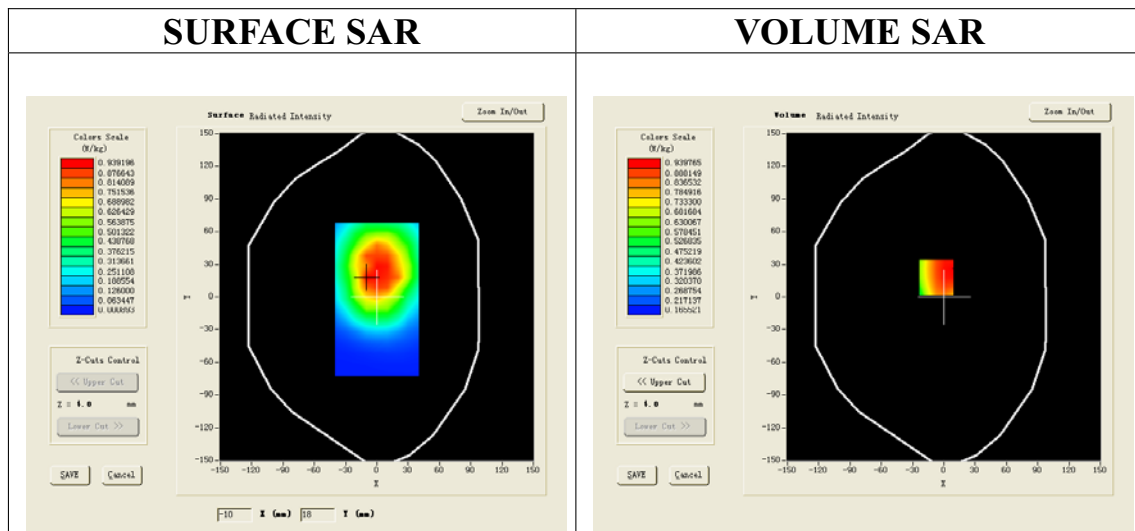 SURFACE SAR
VOLUME SAR
Surface Radiated Intensity
Zoom In/Out
Colors Scale
(W/kg)
0.939196
0.876643
0.814089
0.751536
0.688982
0.626429
0.563875
0.501322
0.438768
0.376215
0.313661
0.251108
0.188554
0.126000
0.063447
0.000893
150
120
90
60
30
0
-30
-60
-90
-120
-150
Y
-150 -120 -90 -60 -30 0 30 60 90 120 150
X
Z-Cuts Control
<< Upper Cut
Z = 4.0 mm
Lower Cut >>
SAVE Cancel
-10 X (mm) 18 Y (mm)
Volume Radiated Intensity
Zoom In/Out
Colors Scale
(W/kg)
0.939765
0.888149
0.836532
0.784916
0.733300
0.681684
0.630067
0.578451
0.526835
0.475219
0.423602
0.371986
0.320370
0.268754
0.217137
0.165521
150
120
90
60
30
0
-30
-60
-90
-120
-150
Y
-150 -120 -90 -60 -30 0 30 60 90 120 150
X
Z-Cuts Control
<< Upper Cut
Z = 4.0 mm
Lower Cut >>
SAVE Cancel